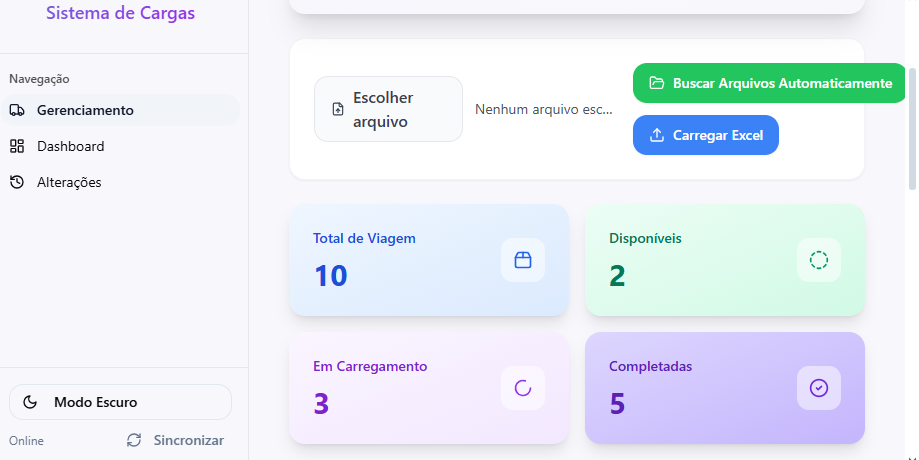 Sistema de Cargas
Navegação
Gerenciamento
Dashboard
Alterações
Modo Escuro
Online
Sincronizar
Escolher
arquivo
Nenhum arquivo esc...
Buscar Arquivos Automaticamente
Carregar Excel
Total de Viagem
10
Disponíveis
2
Em Carregamento
3
Completadas
5